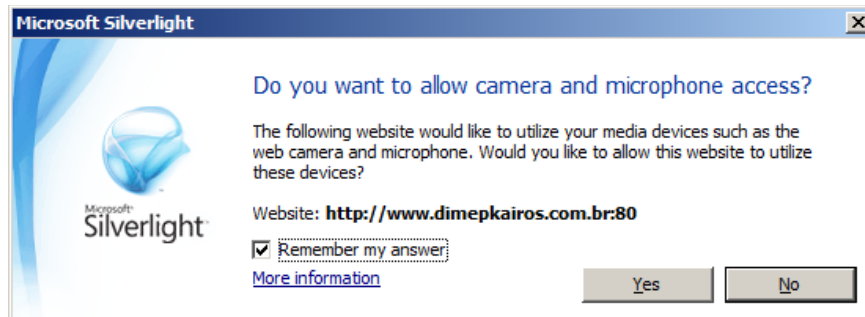 Microsoft Silverlight
Do you want to allow camera and microphone access?
The following website would like to utilize your media devices such as the
web camera and microphone. Would you like to allow this website to utilize
these devices?
Microsoft®
Silverlight
Website: http://www.dimepkairos.com.br:80
Remember my answer
More information
Yes
No